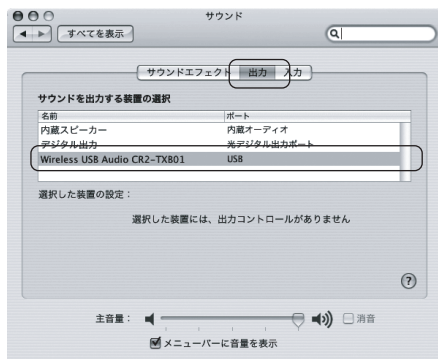 サウンド
すべてを表示
サウンドエフェクト 出力 入力
サウンドを出力する装置の選択
名前 ポート
内蔵スピーカー 内蔵オーディオ
デジタル出力 光デジタル出力ポート
Wireless USB Audio CR2-TXB01 USB
選択した装置の設定：
選択した装置には、出力コントロールがありません
?
主音量： 消音
メニューバーに音量を表示